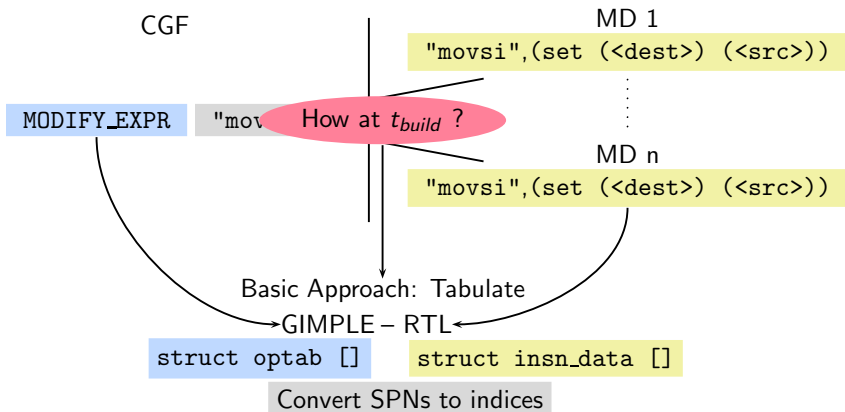 CGF
MD 1
"movsi",(set (<dest>) (<src>))
MODIFY_EXPR
"mov
How at t_build ?
MD n
"movsi",(set (<dest>) (<src>))
Basic Approach: Tabulate
GIMPLE – RTL
struct optab []
struct insn_data []
Convert SPNs to indices